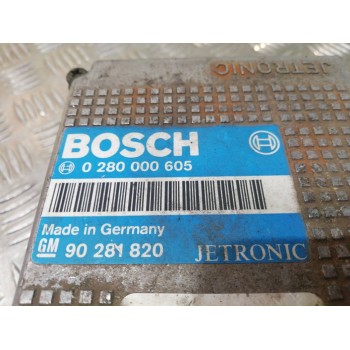 JETRONIC
BOSCH
0 280 000 605
Made in Germany
GM 90 281 820 JETRONIC